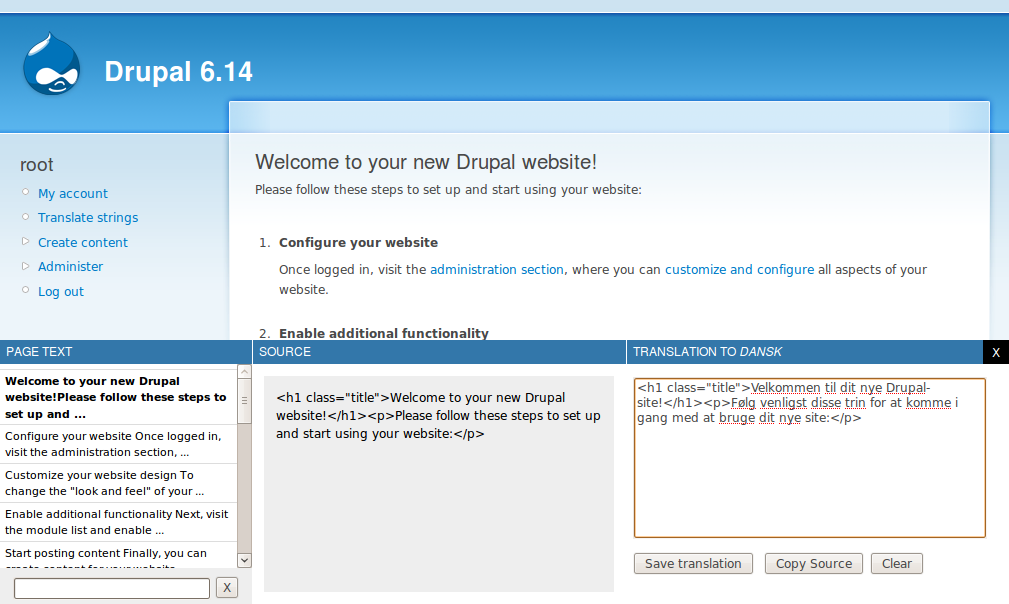 Drupal 6.14
root
My account
Translate strings
Create content
Administer
Log out
Welcome to your new Drupal website!
Please follow these steps to set up and start using your website:
1. Configure your website
Once logged in, visit the administration section, where you can customize and configure all aspects of your
website.
2. Enable additional functionality
PAGE TEXT
Welcome to your new Drupal
website!Please follow these steps to
set up and ...
Configure your website Once logged in,
visit the administration section, ...
Customize your website design To
change the "look and feel" of your ...
Enable additional functionality Next, visit
the module list and enable ...
Start posting content Finally, you can
create content for your website
X
SOURCE
<h1 class="title">Welcome to your new Drupal
website!</h1><p>Please follow these steps to set up
and start using your website:</p>
TRANSLATION TO DANSK
X
<h1 class="title">Velkommen til dit nye Drupal-
site!</h1><p>Følg venligst disse trin for at komme i
gang med at bruge dit nye site:</p>
Save translation
Copy Source
Clear